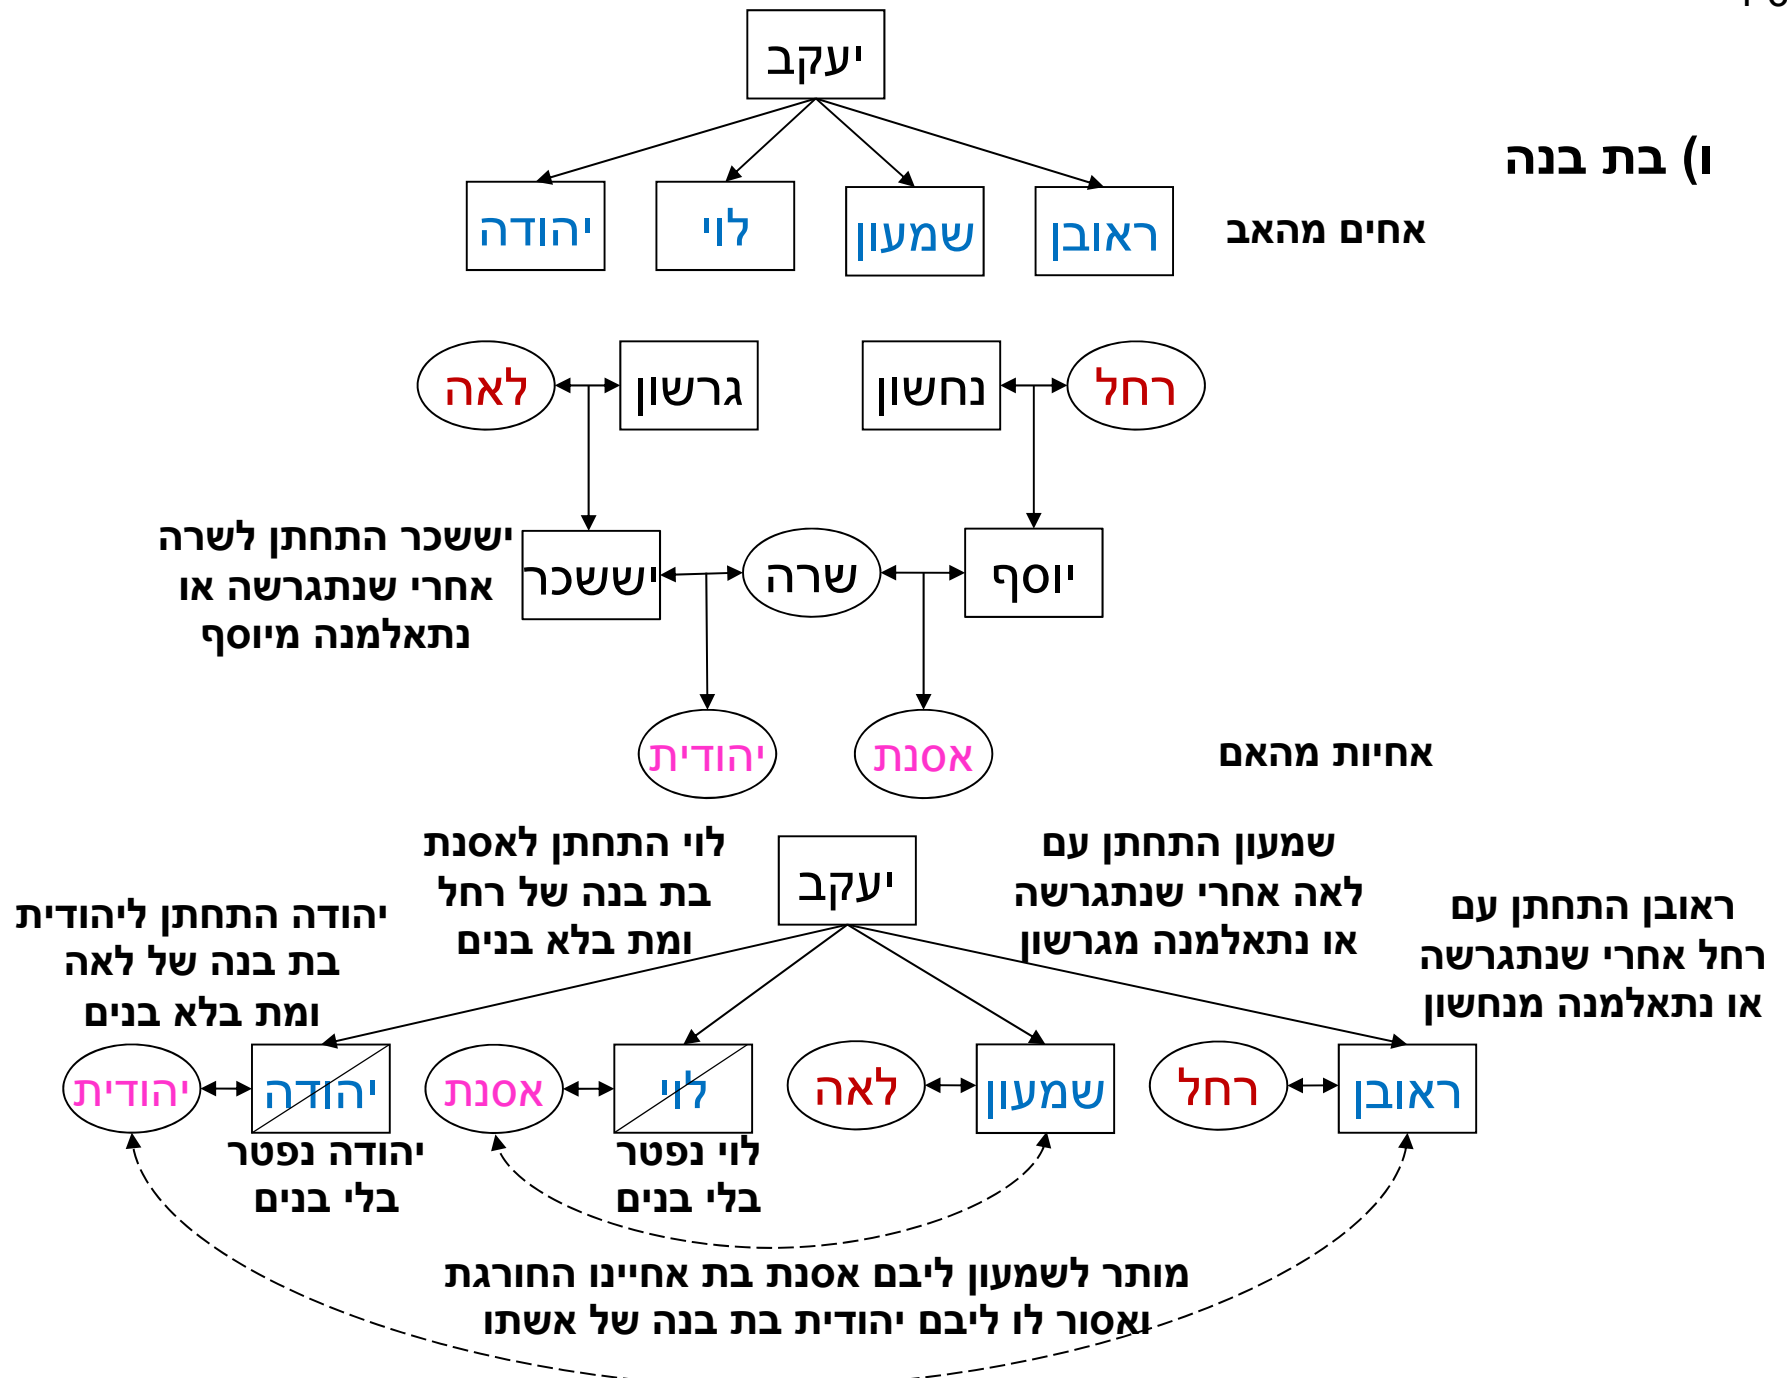 יעקב
ו) בת בנה
אחים מהאב
ראובן
שמעון
לוי
יהודה
רחל
נחשון
גרשון
לאה
יוסף
שרה
יששכר
יששכר התחתן לשרה
אחרי שנתגרשה או
נתאלמנה מיוסף
אסנת
יהודית
אחיות מהאם
יעקב
ראובן התחתן עם
רחל אחרי שנתגרשה
או נתאלמנה מנחשון
שמעון התחתן עם
לאה אחרי שנתגרשה
או נתאלמנה מגרשון
לוי התחתן לאסנת
בת בנה של רחל
ומת בלא בנים
יהודה התחתן ליהודית
בת בנה של לאה
ומת בלא בנים
ראובן
רחל
שמעון
לאה
לוי
אסנת
יהודה
יהודית
לוי נפטר
בלי בנים
יהודה נפטר
בלי בנים
מותר לשמעון ליבם אסנת בת אחיינו החורגת
ואסור לו ליבם יהודית בת בנה של אשתו